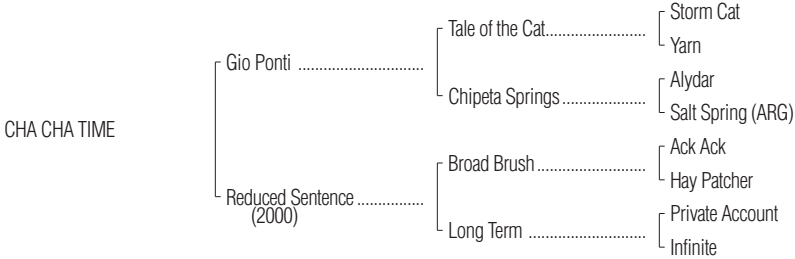 Storm Cat
Tale of the Cat........................
Yarn
Gio Ponti ..............................
Alydar
Chipeta Springs....................
Salt Spring (ARG)
CHA CHA TIME
Ack Ack
Broad Brush..........................
Hay Patcher
Reduced Sentence ................
(2000)
Private Account
Long Term ............................
Infinite